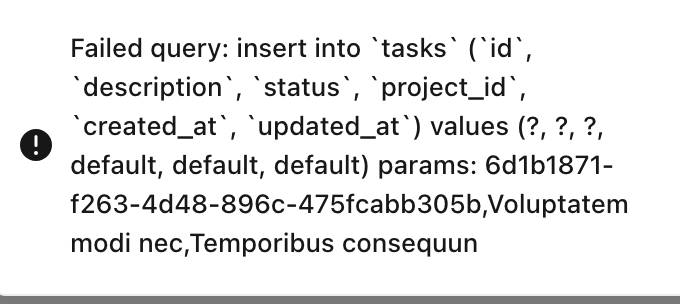 Failed query: insert into `tasks` (`id`,
`description`, `status`, `project_id`,
`created_at`, `updated_at`) values (?, ?, ?,
default, default, default) params: 6d1b1871-
f263-4d48-896c-475fcabb305b,Voluptatem
modi nec,Temporibus consequun